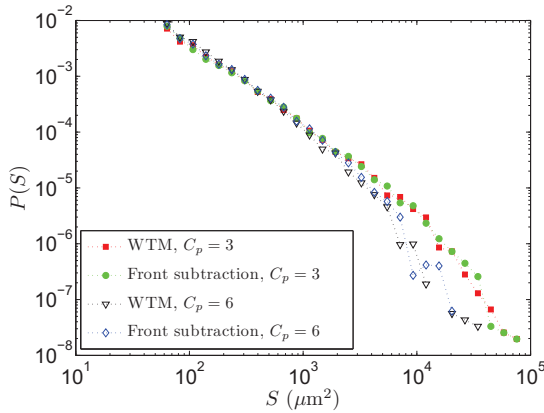 10^-2
10^-3
10^-4
10^-5
10^-6
10^-7
10^-8
P(S)
WTM, C_p = 3
Front subtraction, C_p = 3
WTM, C_p = 6
Front subtraction, C_p = 6
10^1 10^2 10^3 10^4 10^5
S (μm^2)